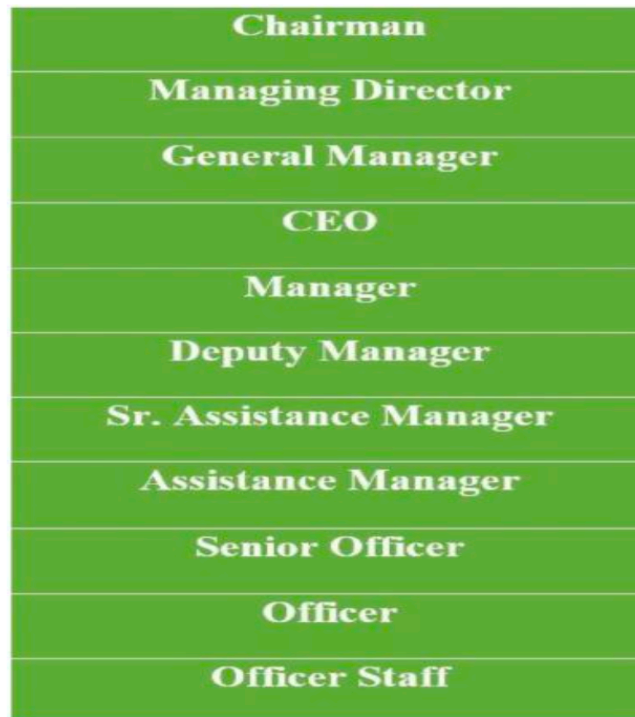 Chairman
Managing Director
General Manager
CEO
Manager
Deputy Manager
Sr. Assistance Manager
Assistance Manager
Senior Officer
Officer
Officer Staff